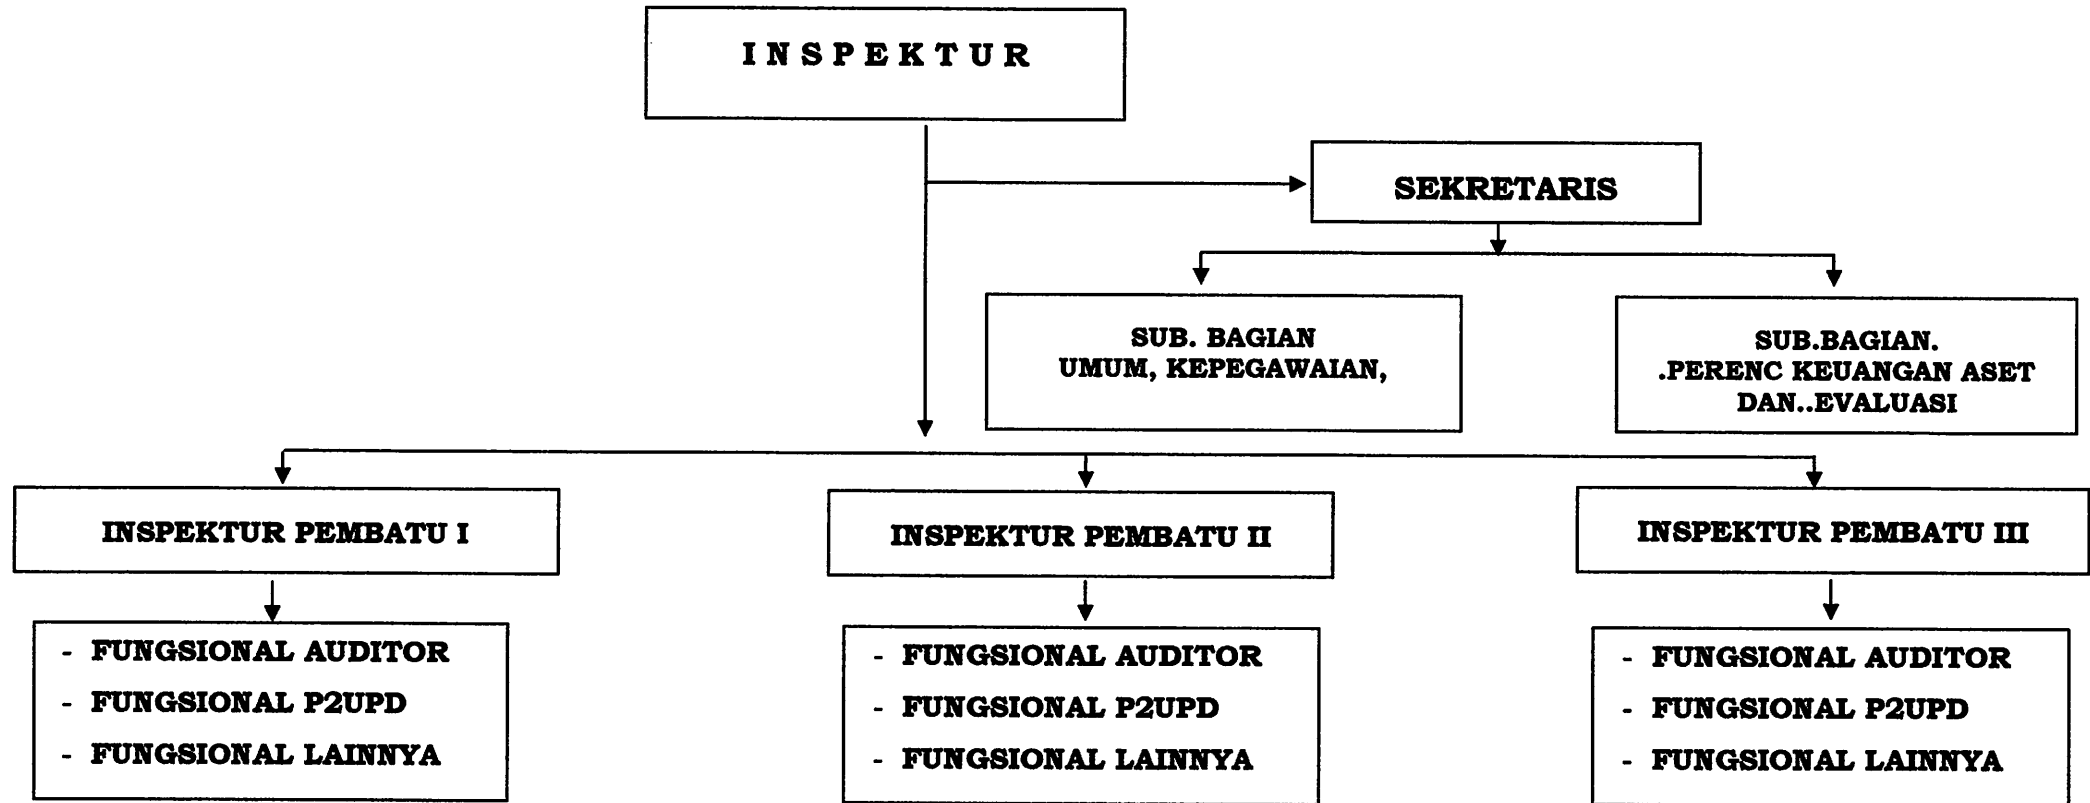 INSPEKTUR
SEKRETARIS
SUB. BAGIAN
UMUM, KEPEGAWAIAN,
SUB.BAGIAN.
.PERENC KEUANGAN ASET
DAN..EVALUASI
INSPEKTUR PEMBATU I
INSPEKTUR PEMBATU II
INSPEKTUR PEMBATU III
- FUNGSIONAL AUDITOR
- FUNGSIONAL P2UPD
- FUNGSIONAL LAINNYA
- FUNGSIONAL AUDITOR
- FUNGSIONAL P2UPD
- FUNGSIONAL LAINNYA
- FUNGSIONAL AUDITOR
- FUNGSIONAL P2UPD
- FUNGSIONAL LAINNYA